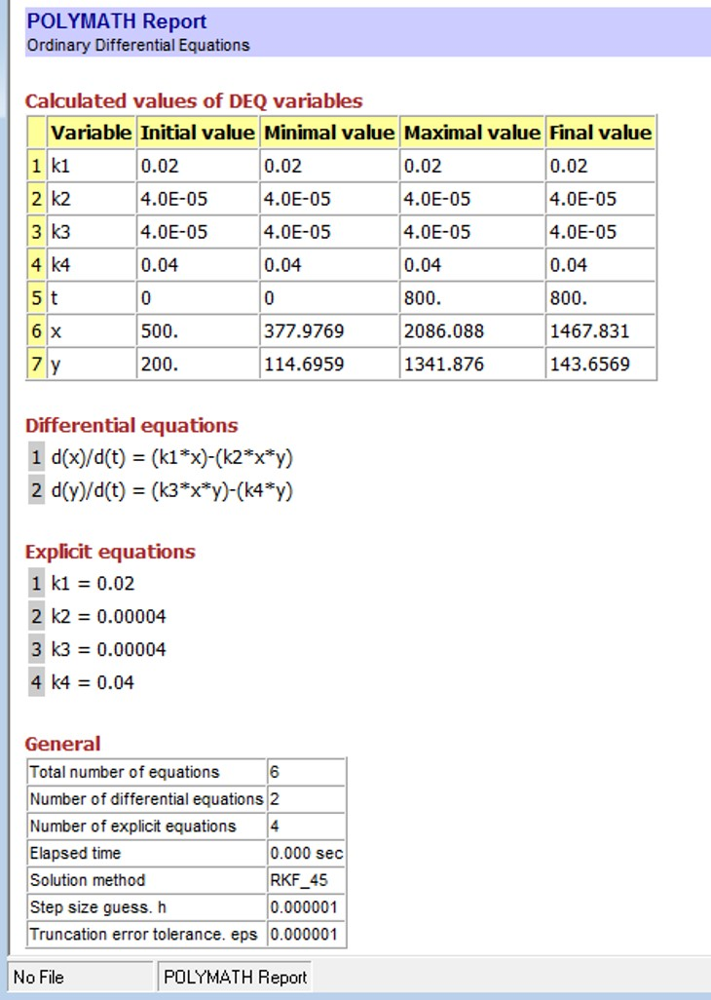 POLYMATH Report
Ordinary Differential Equations
Calculated values of DEQ variables
Variable Initial value Minimal value Maximal value Final value
1 k1 0.02 0.02 0.02 0.02
2 k2 4.0E-05 4.0E-05 4.0E-05 4.0E-05
3 k3 4.0E-05 4.0E-05 4.0E-05 4.0E-05
4 k4 0.04 0.04 0.04 0.04
5 t 0 0 800. 800.
6 x 500. 377.9769 2086.088 1467.831
7 y 200. 114.6959 1341.876 143.6569
Differential equations
1 d(x)/d(t) = (k1*x)-(k2*x*y)
2 d(y)/d(t) = (k3*x*y)-(k4*y)
Explicit equations
1 k1 = 0.02
2 k2 = 0.00004
3 k3 = 0.00004
4 k4 = 0.04
General
Total number of equations 6
Number of differential equations 2
Number of explicit equations 4
Elapsed time 0.000 sec
Solution method RKF_45
Step size guess. h 0.000001
Truncation error tolerance. eps 0.000001
No File POLYMATH Report